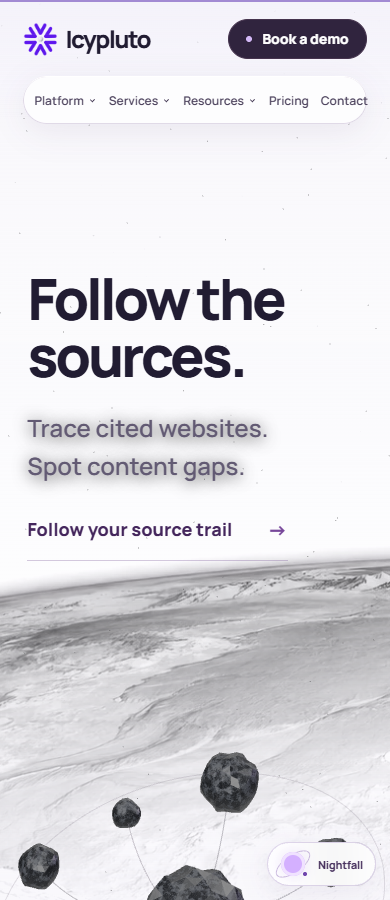 Icypluto
Book a demo
Platform Services Resources Pricing Contact
Follow the
sources.
Trace cited websites.
Spot content gaps.
Follow your source trail →
Nightfall